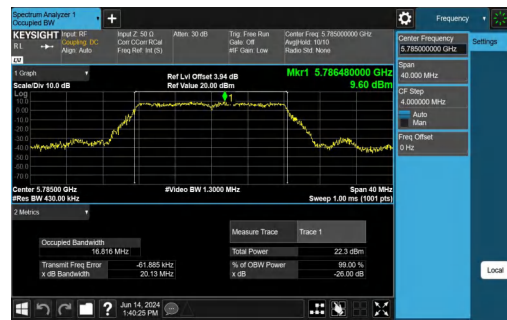 Spectrum Analyzer 1
Occupied BW
+
Frequency
KEYSIGHT
Input: RF
Input Z: 50 Ω
Atten: 30 dB
Trig: Free Run
Center Freq: 5.785000000 GHz
RL
Coupling: DC
Corr CCorr RCal
Gate: Off
Avg|Hold: 10/10
Align: Auto
Freq Ref: Int (S)
#IF Gain: Low
Radio Std: None
LV
Center Frequency
5.785000000 GHz
Settings
Span
40.000 MHz
CF Step
4.000000 MHz
Auto
Man
Freq Offset
0 Hz
1 Graph
Ref Lvl Offset 3.94 dB
Mkr1 5.786480000 GHz
Scale/Div 10.0 dB
Ref Value 20.00 dBm
9.60 dBm
Log
10.0
1
0.00
-10.0
-20.0
-30.0
-40.0
-50.0
-60.0
-70.0
Center 5.78500 GHz
#Video BW 1.3000 MHz
Span 40 MHz
#Res BW 430.00 kHz
Sweep 1.00 ms (1001 pts)
2 Metrics
Measure Trace
Trace 1
Occupied Bandwidth
16.816 MHz
Total Power
22.3 dBm
Transmit Freq Error
-61.885 kHz
% of OBW Power
99.00 %
x dB Bandwidth
20.13 MHz
x dB
-26.00 dB
Local
?
Jun 14, 2024
1:40:25 PM